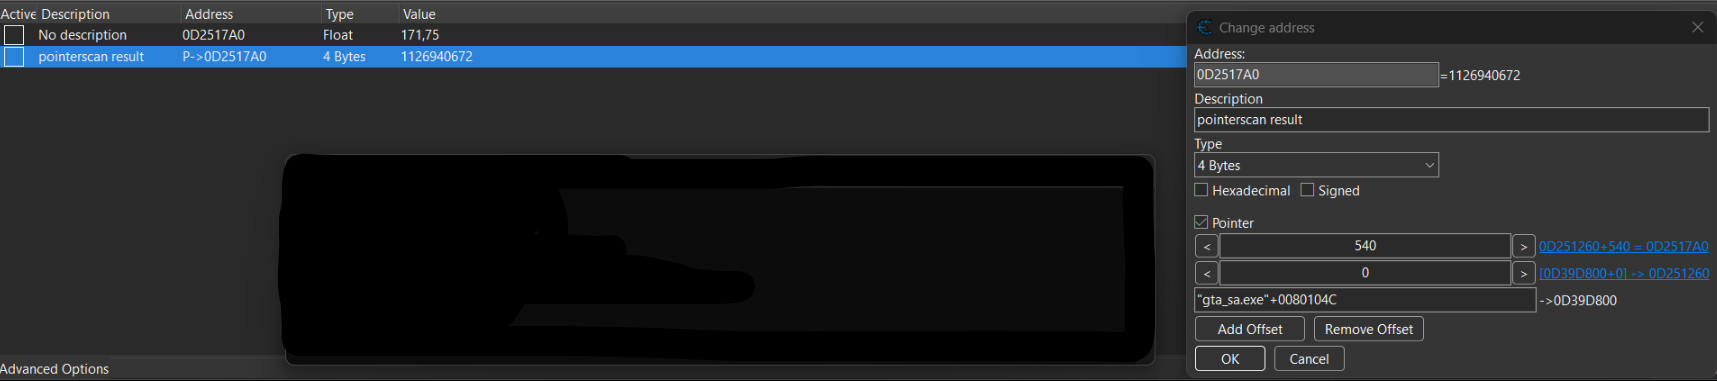 Active Description Address Type Value
No description 0D2517A0 Float 171,75
pointerscan result P->0D2517A0 4 Bytes 1126940672
Advanced Options
Change address
Address:
0D2517A0 =1126940672
Description
pointerscan result
Type
4 Bytes
Hexadecimal Signed
Pointer
< 540 > 0D251260+540 = 0D2517A0
< 0 > [0D39D800+0] -> 0D251260
"gta_sa.exe"+0080104C ->0D39D800
Add Offset Remove Offset
OK Cancel